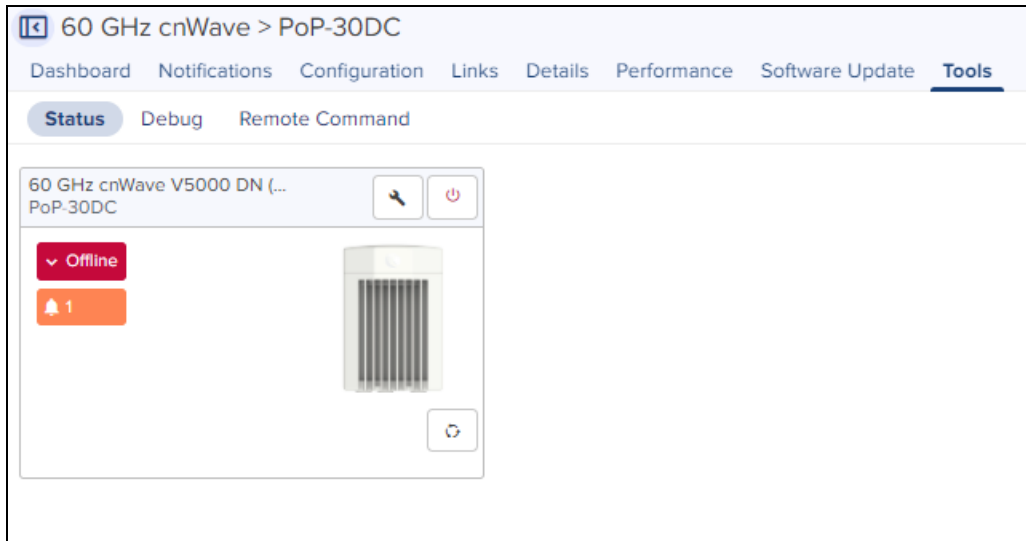 60 GHz cnWave > PoP-30DC
Dashboard Notifications Configuration Links Details Performance Software Update Tools
Status Debug Remote Command
60 GHz cnWave V5000 DN (...
PoP-30DC
Offline
1